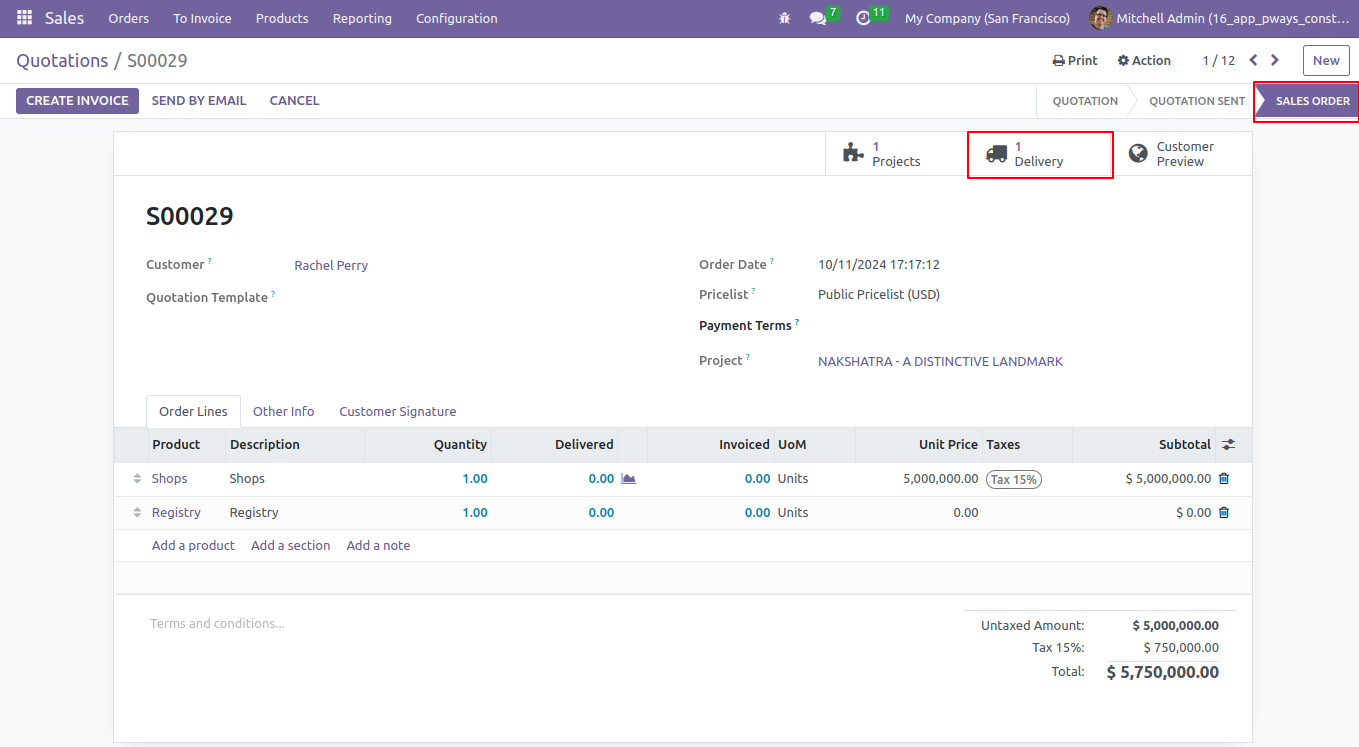 Sales Orders To Invoice Products Reporting Configuration 7 11 My Company (San Francisco) Mitchell Admin (16_app_pways_const...
Quotations / S00029 Print Action 1 / 12 New
CREATE INVOICE SEND BY EMAIL CANCEL QUOTATION QUOTATION SENT SALES ORDER
1 Projects
1 Delivery
Customer Preview
S00029
Customer ? Rachel Perry
Quotation Template ?
Order Date ? 10/11/2024 17:17:12
Pricelist ? Public Pricelist (USD)
Payment Terms ?
Project ? NAKSHATRA - A DISTINCTIVE LANDMARK
Order Lines Other Info Customer Signature
Product Description Quantity Delivered Invoiced UoM Unit Price Taxes Subtotal
Shops Shops 1.00 0.00 0.00 Units 5,000,000.00 Tax 15% $ 5,000,000.00
Registry Registry 1.00 0.00 0.00 Units 0.00 $ 0.00
Add a product Add a section Add a note
Terms and conditions...
Untaxed Amount: $ 5,000,000.00
Tax 15%: $ 750,000.00
Total: $ 5,750,000.00